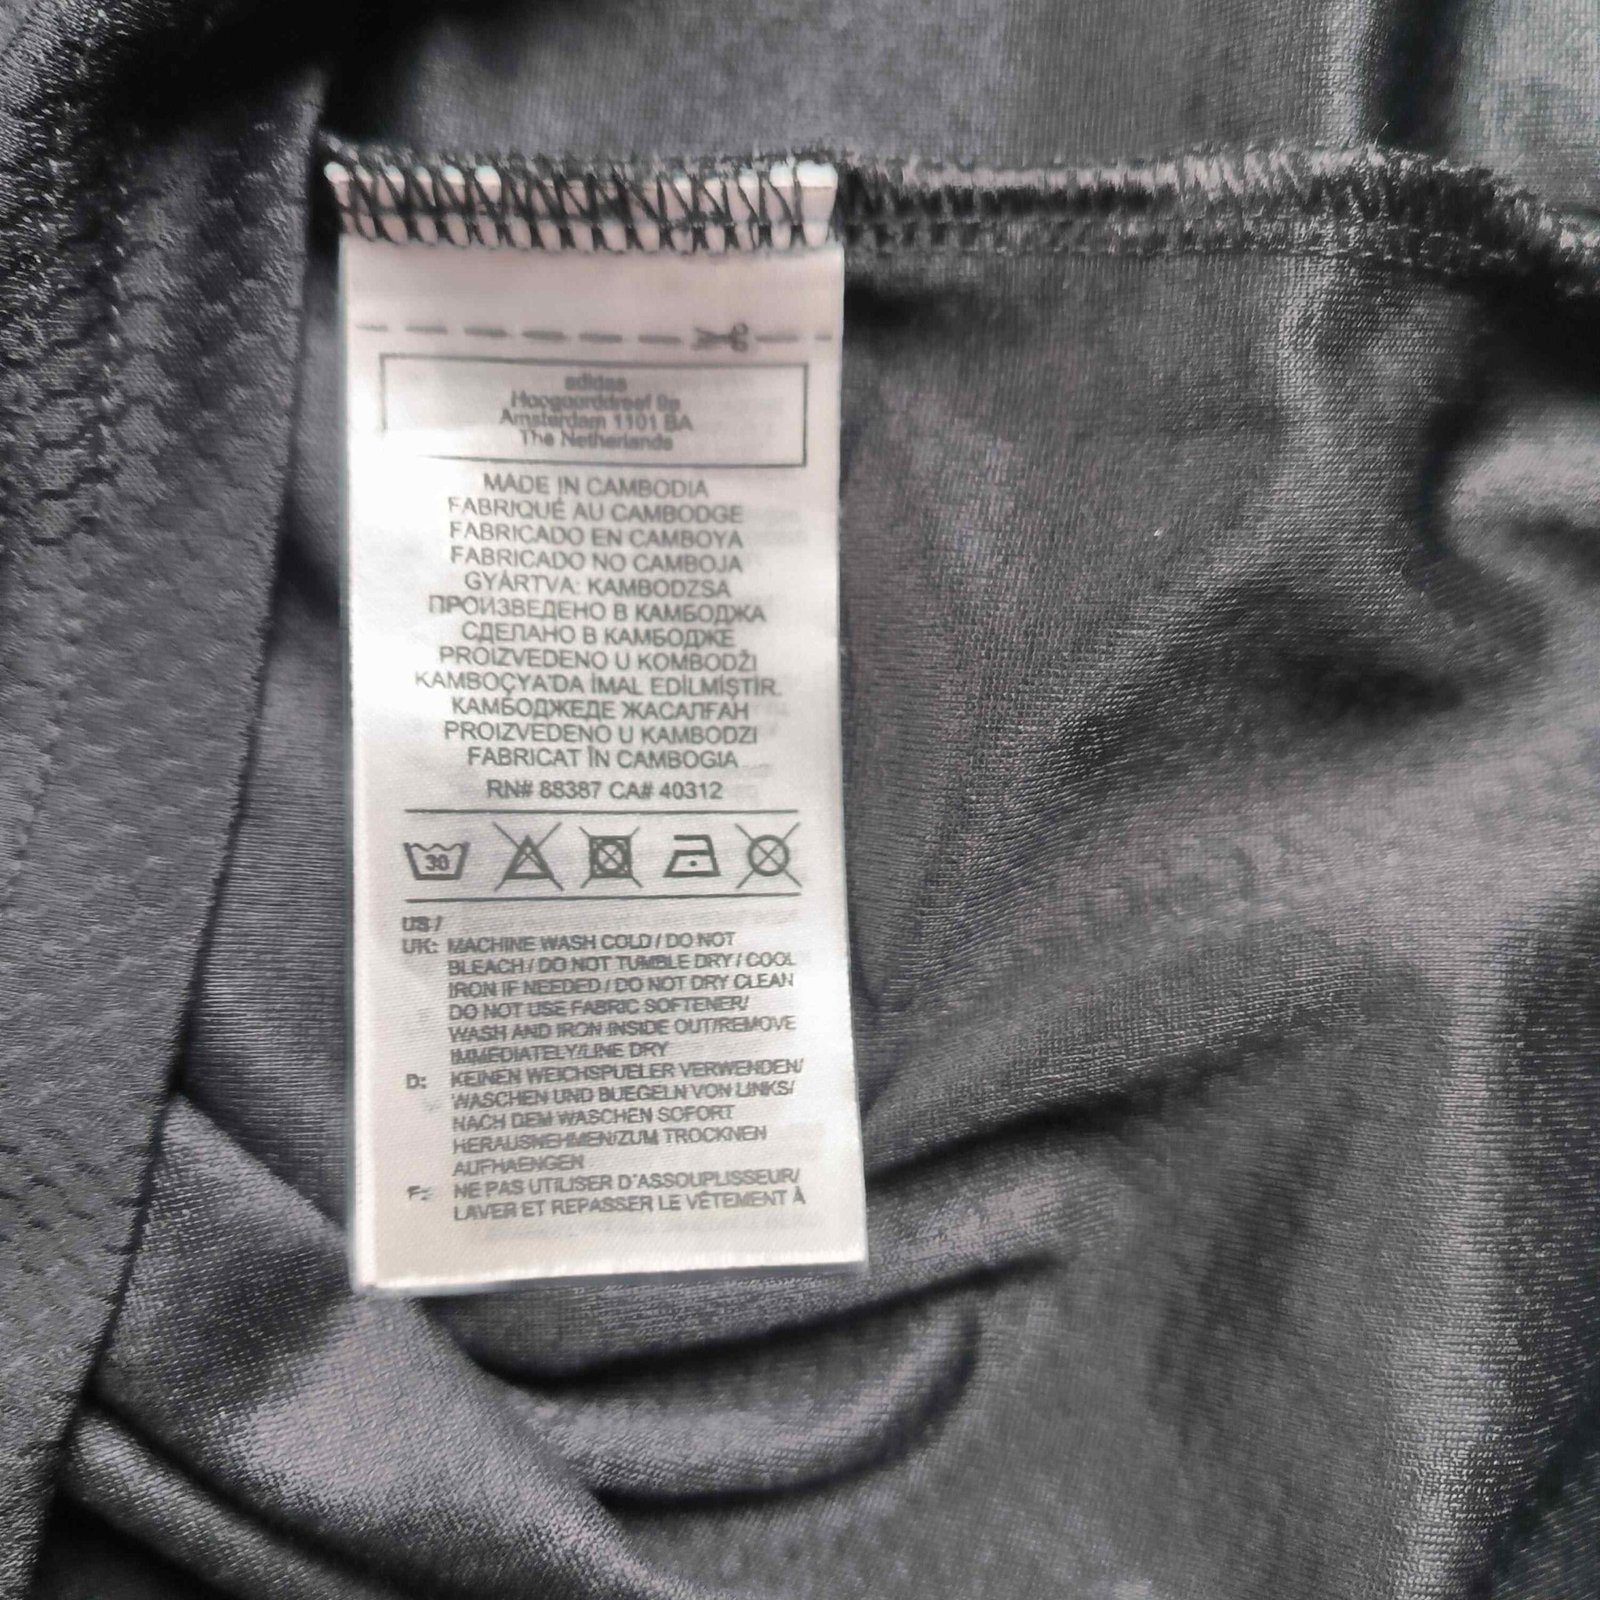 adidas
Hoogoorddreef 9a
Amsterdam 1101 BA
The Netherlands
MADE IN CAMBODIA
FABRIQUÉ AU CAMBODGE
FABRICADO EN CAMBOYA
FABRICADO NO CAMBOJA
GYÁRTVA: KAMBODZSA
ПРОИЗВЕДЕНО В КАМБОДЖА
СДЕЛАНО В КАМБОДЖЕ
PROIZVEDENO U KOMBODŽI
KAMBOÇYA'DA İMAL EDİLMİŞTİR.
КАМБОДЖЕДЕ ЖАСАЛҒАН
PROIZVEDENO U KAMBODZI
FABRICAT ÎN CAMBOGIA
RN# 88387 CA# 40312
30
US /
UK: MACHINE WASH COLD / DO NOT
BLEACH / DO NOT TUMBLE DRY / COOL
IRON IF NEEDED / DO NOT DRY CLEAN
DO NOT USE FABRIC SOFTENER/
WASH AND IRON INSIDE OUT/REMOVE
IMMEDIATELY/LINE DRY
D: KEINEN WEICHSPUELER VERWENDEN/
WASCHEN UND BUEGELN VON LINKS/
NACH DEM WASCHEN SOFORT
HERAUSNEHMEN/ZUM TROCKNEN
AUFHAENGEN
F: NE PAS UTILISER D'ASSOUPLISSEUR/
LAVER ET REPASSER LE VÊTEMENT À